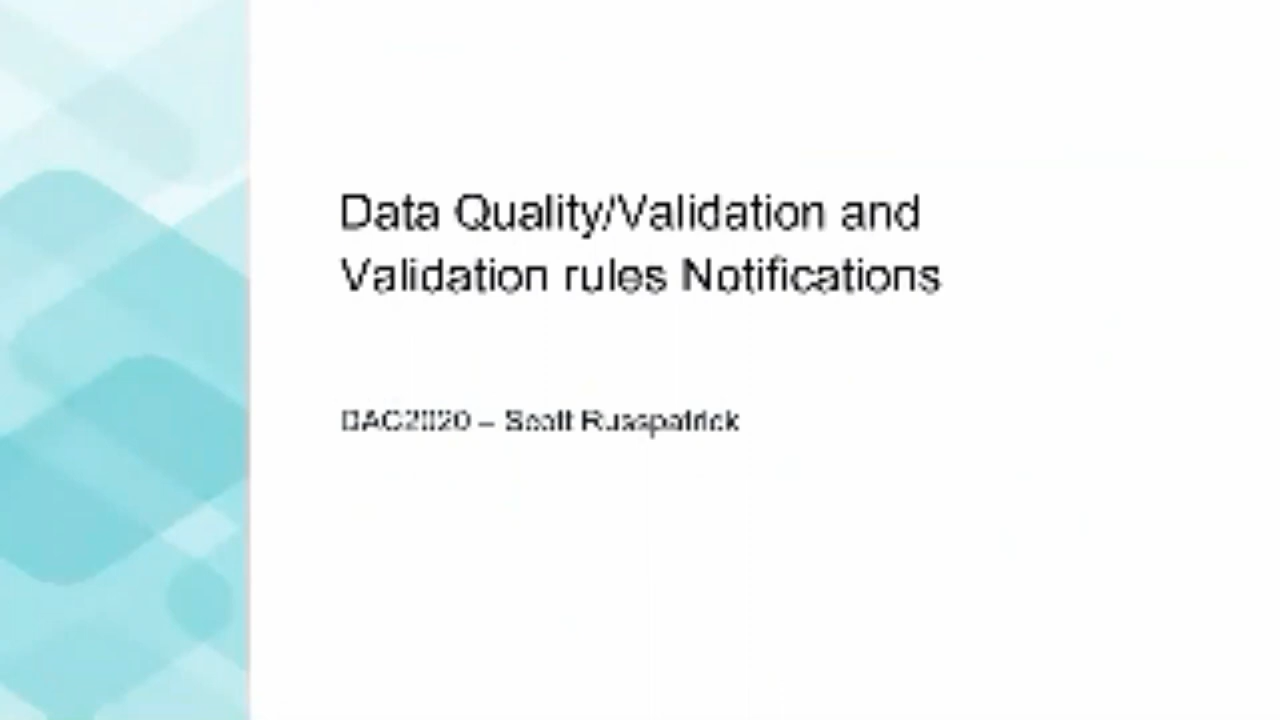 Data Quality/Validation and
Validation rules Notifications
DAC2020 – Scott Russpatrick